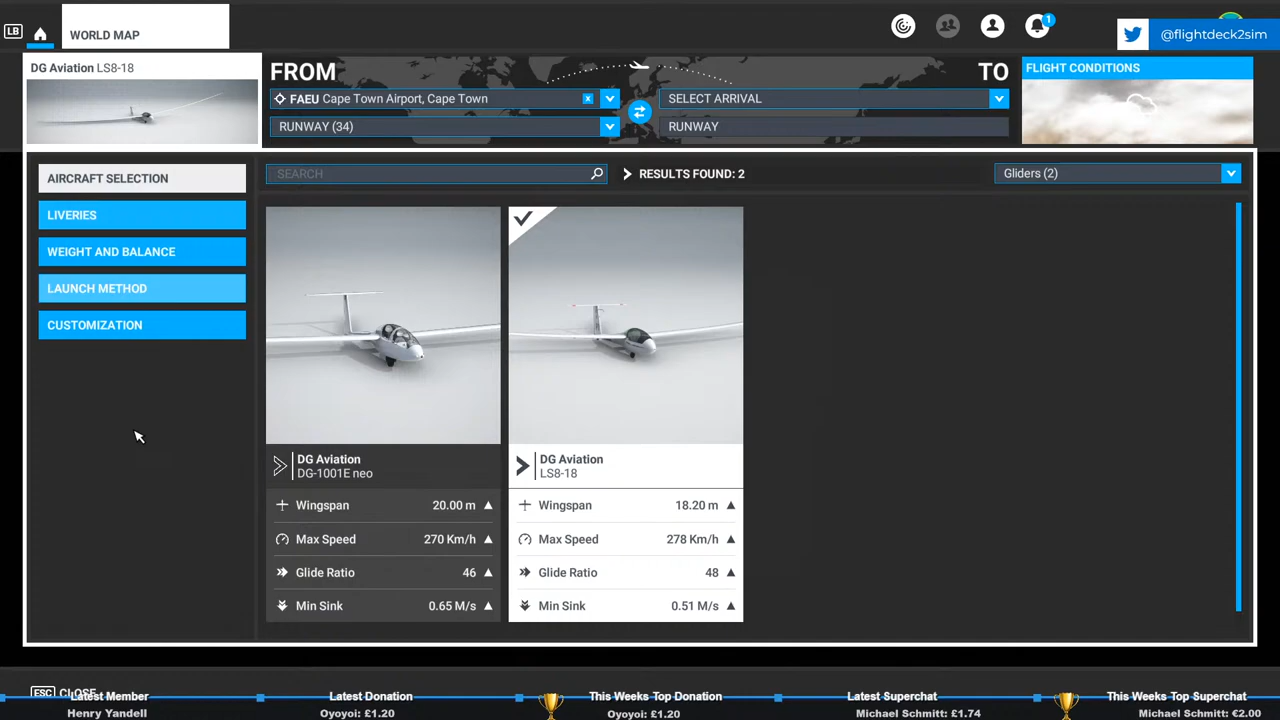 LB
WORLD MAP
1
@flightdeck2sim
DG Aviation LS8-18
FROM
TO
FAEU Cape Town Airport, Cape Town
x
SELECT ARRIVAL
RUNWAY (34)
RUNWAY
FLIGHT CONDITIONS
AIRCRAFT SELECTION
LIVERIES
WEIGHT AND BALANCE
LAUNCH METHOD
CUSTOMIZATION
SEARCH
RESULTS FOUND: 2
Gliders (2)
DG Aviation
DG-1001E neo
Wingspan 20.00 m
Max Speed 270 Km/h
Glide Ratio 46
Min Sink 0.65 M/s
DG Aviation
LS8-18
Wingspan 18.20 m
Max Speed 278 Km/h
Glide Ratio 48
Min Sink 0.51 M/s
ESC CLOSE
Latest Member
Henry Yandell
Latest Donation
Oyoyoi: £1.20
This Weeks Top Donation
Oyoyoi: £1.20
Latest Superchat
Michael Schmitt: £1.74
This Weeks Top Superchat
Michael Schmitt: €2.00